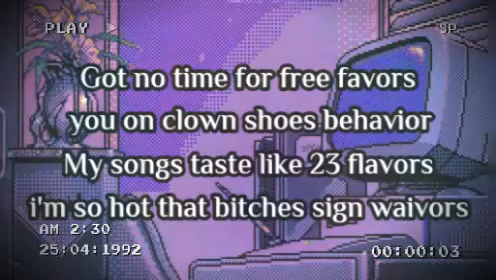 PLAY
SP
Got no time for free favors
you on clown shoes behavior
My songs taste like 23 flavors
i'm so hot that bitches sign waivors
AM 2:30
25:04:1992
00:00:03